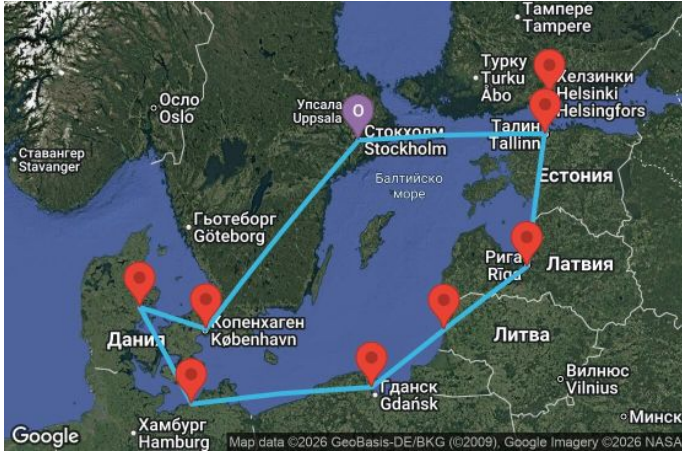 Тампере
Tampere
Турку
Turku
Åbo
Хелзинки
Helsinki
Helsingfors
Осло
Oslo
Упсала
Uppsala
O
Стокхолм
Stockholm
Талин
Tallinn
Ставангер
Stavanger
Балтийско
море
Естония
Гьотеборг
Göteborg
Рига
Rīga
Латвия
Дания
Копенхаген
København
Литва
Вилнюс
Vilnius
Гданск
Gdańsk
Минск
Хамбург
Hamburg
Google
Map data ©2026 GeoBasis-DE/BKG (©2009), Google Imagery ©2026 NASA